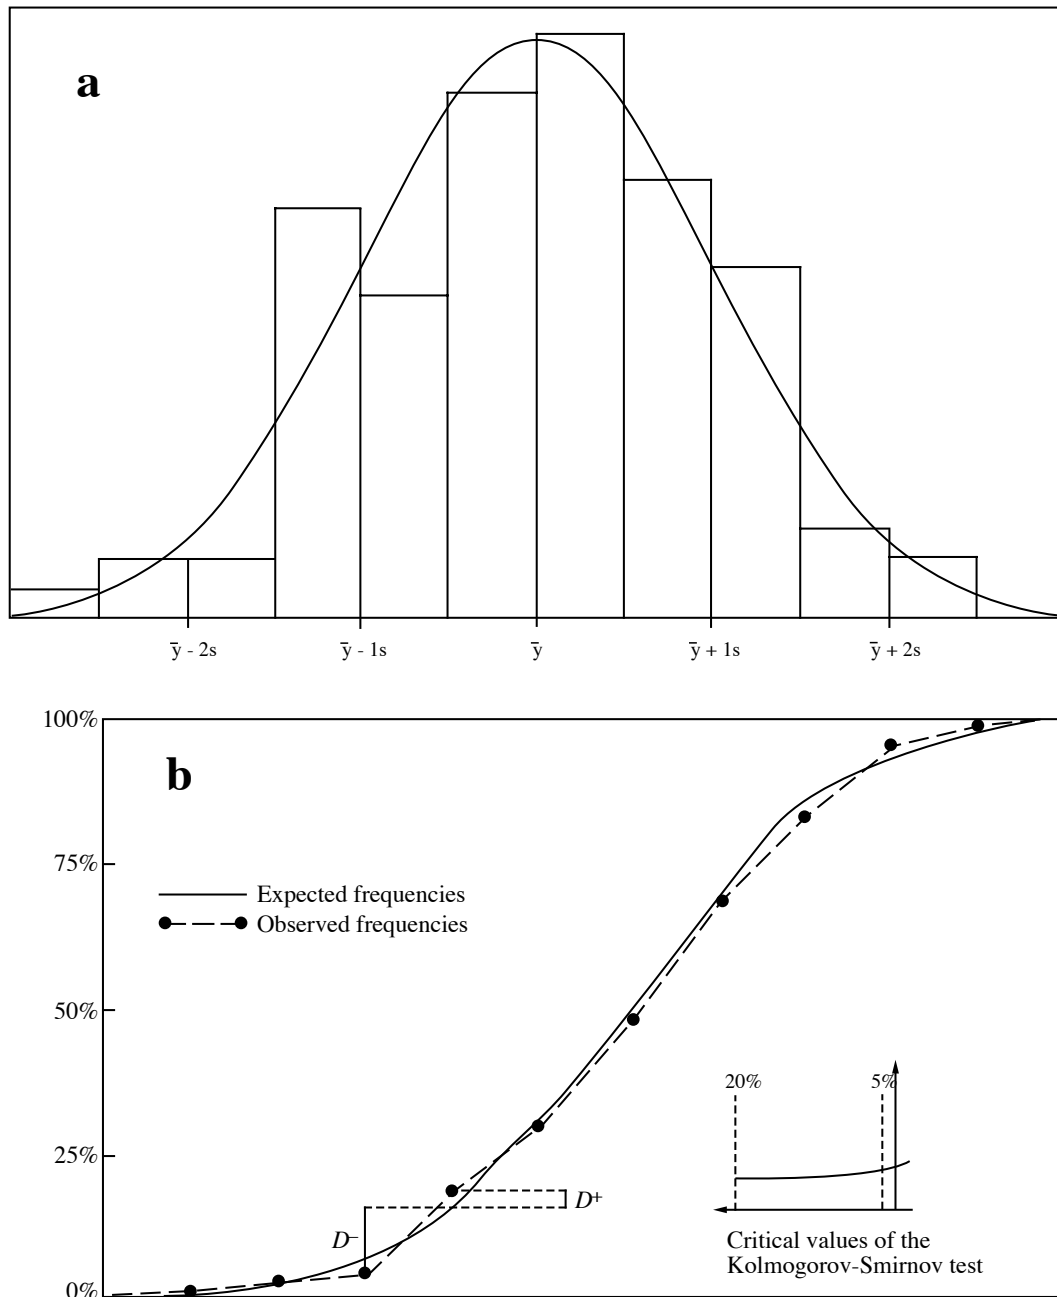 a
ȳ - 2s
ȳ - 1s
ȳ
ȳ + 1s
ȳ + 2s
100%
b
75%
Expected frequencies
Observed frequencies
50%
20%
5%
25%
D⁺
D⁻
Critical values of the
Kolmogorov-Smirnov test
0%